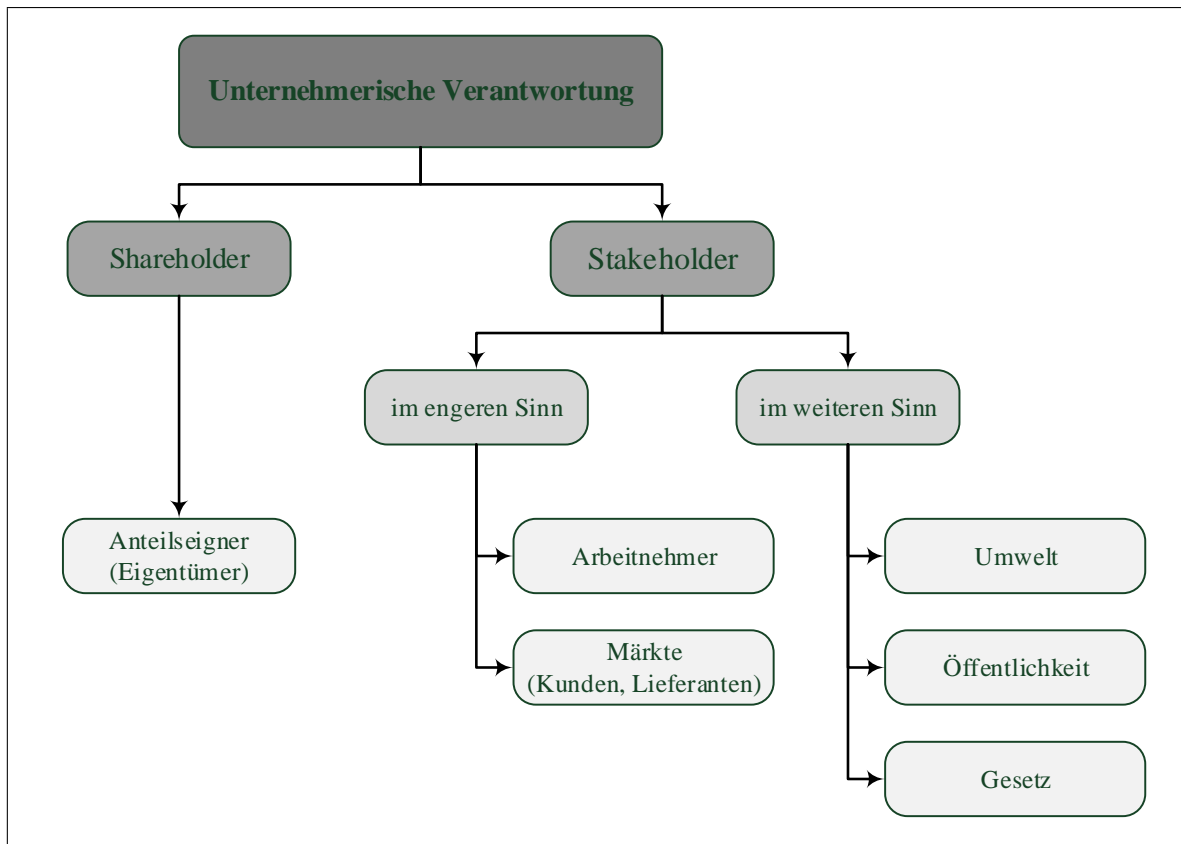 Unternehmerische Verantwortung
Shareholder
Stakeholder
im engeren Sinn
im weiteren Sinn
Anteilseigner
(Eigentümer)
Arbeitnehmer
Umwelt
Märkte
(Kunden, Lieferanten)
Öffentlichkeit
Gesetz